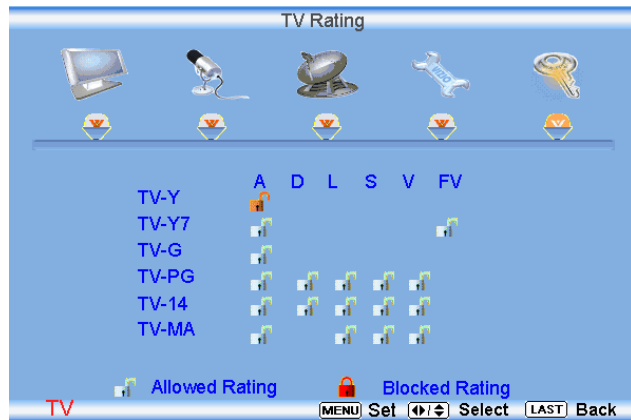 TV Rating
A D L S V FV
TV-Y
TV-Y7
TV-G
TV-PG
TV-14
TV-MA
Allowed Rating Blocked Rating
TV MENU Set Select LAST Back